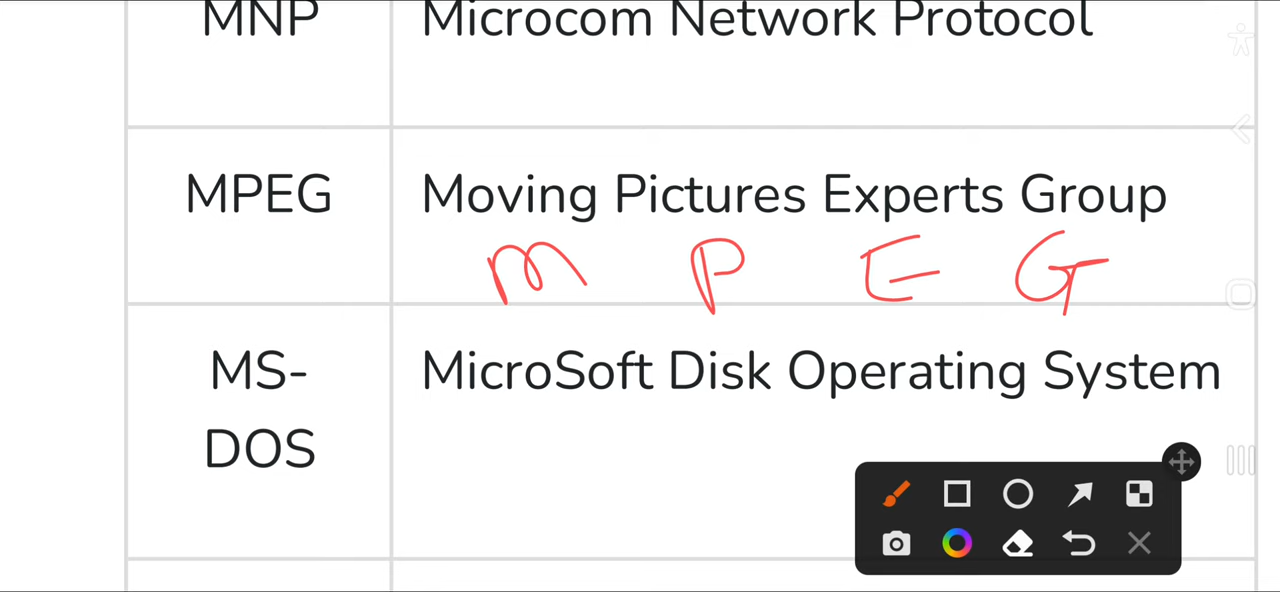 MNP Microcom Network Protocol
MPEG Moving Pictures Experts Group
M P E G
MS- MicroSoft Disk Operating System
DOS